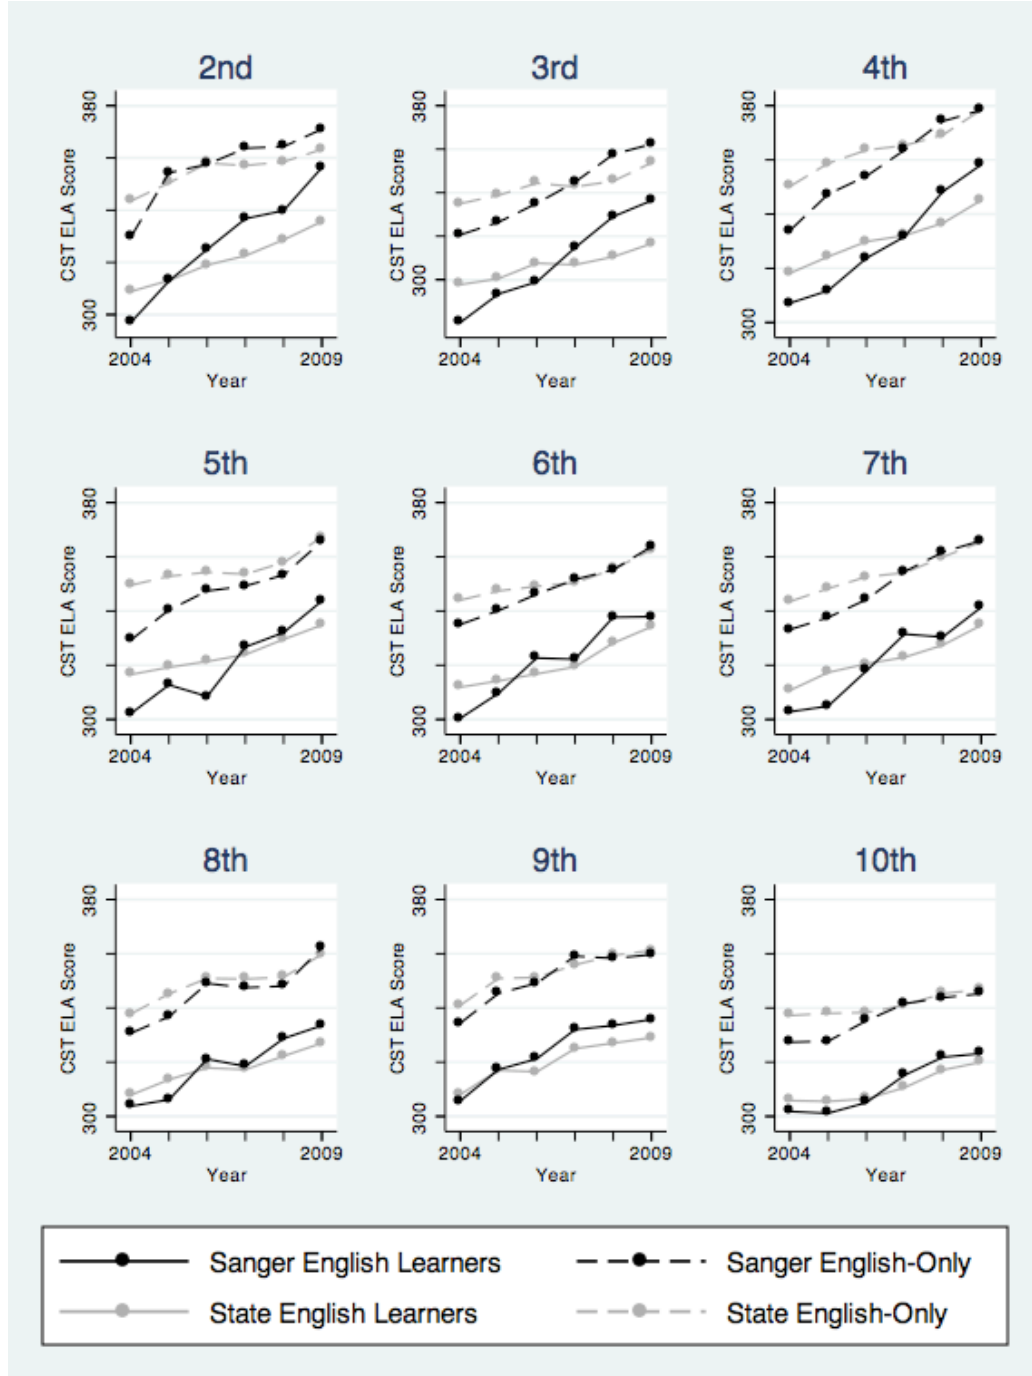 2nd 3rd 4th
CST ELA Score 380 300 CST ELA Score 380 300 CST ELA Score 380 300
2004 2009 2004 2009 2004 2009
Year Year Year
5th 6th 7th
CST ELA Score 380 300 CST ELA Score 380 300 CST ELA Score 380 300
2004 2009 2004 2009 2004 2009
Year Year Year
8th 9th 10th
CST ELA Score 380 300 CST ELA Score 380 300 CST ELA Score 380 300
2004 2009 2004 2009 2004 2009
Year Year Year
Sanger English Learners Sanger English-Only
State English Learners State English-Only